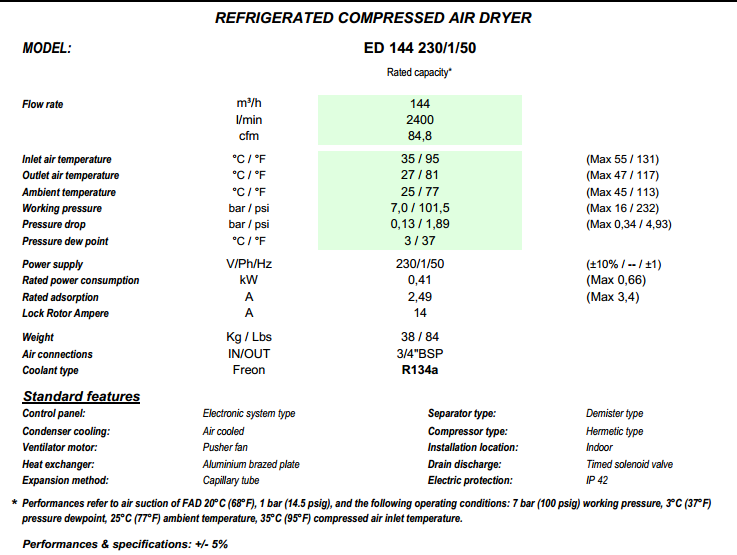 REFRIGERATED COMPRESSED AIR DRYER
MODEL: ED 144 230/1/50
Rated capacity*
Flow rate m³/h 144
l/min 2400
cfm 84,8
Inlet air temperature °C / °F 35 / 95 (Max 55 / 131)
Outlet air temperature °C / °F 27 / 81 (Max 47 / 117)
Ambient temperature °C / °F 25 / 77 (Max 45 / 113)
Working pressure bar / psi 7,0 / 101,5 (Max 16 / 232)
Pressure drop bar / psi 0,13 / 1,89 (Max 0,34 / 4,93)
Pressure dew point °C / °F 3 / 37
Power supply V/Ph/Hz 230/1/50 (±10% / -- / ±1)
Rated power consumption kW 0,41 (Max 0,66)
Rated adsorption A 2,49 (Max 3,4)
Lock Rotor Ampere A 14
Weight Kg / Lbs 38 / 84
Air connections IN/OUT 3/4"BSP
Coolant type Freon R134a
Standard features
Control panel: Electronic system type Separator type: Demister type
Condenser cooling: Air cooled Compressor type: Hermetic type
Ventilator motor: Pusher fan Installation location: Indoor
Heat exchanger: Aluminium brazed plate Drain discharge: Timed solenoid valve
Expansion method: Capillary tube Electric protection: IP 42
* Performances refer to air suction of FAD 20°C (68°F), 1 bar (14.5 psig), and the following operating conditions: 7 bar (100 psig) working pressure, 3°C (37°F)
pressure dewpoint, 25°C (77°F) ambient temperature, 35°C (95°F) compressed air inlet temperature.
Performances & specifications: +/- 5%